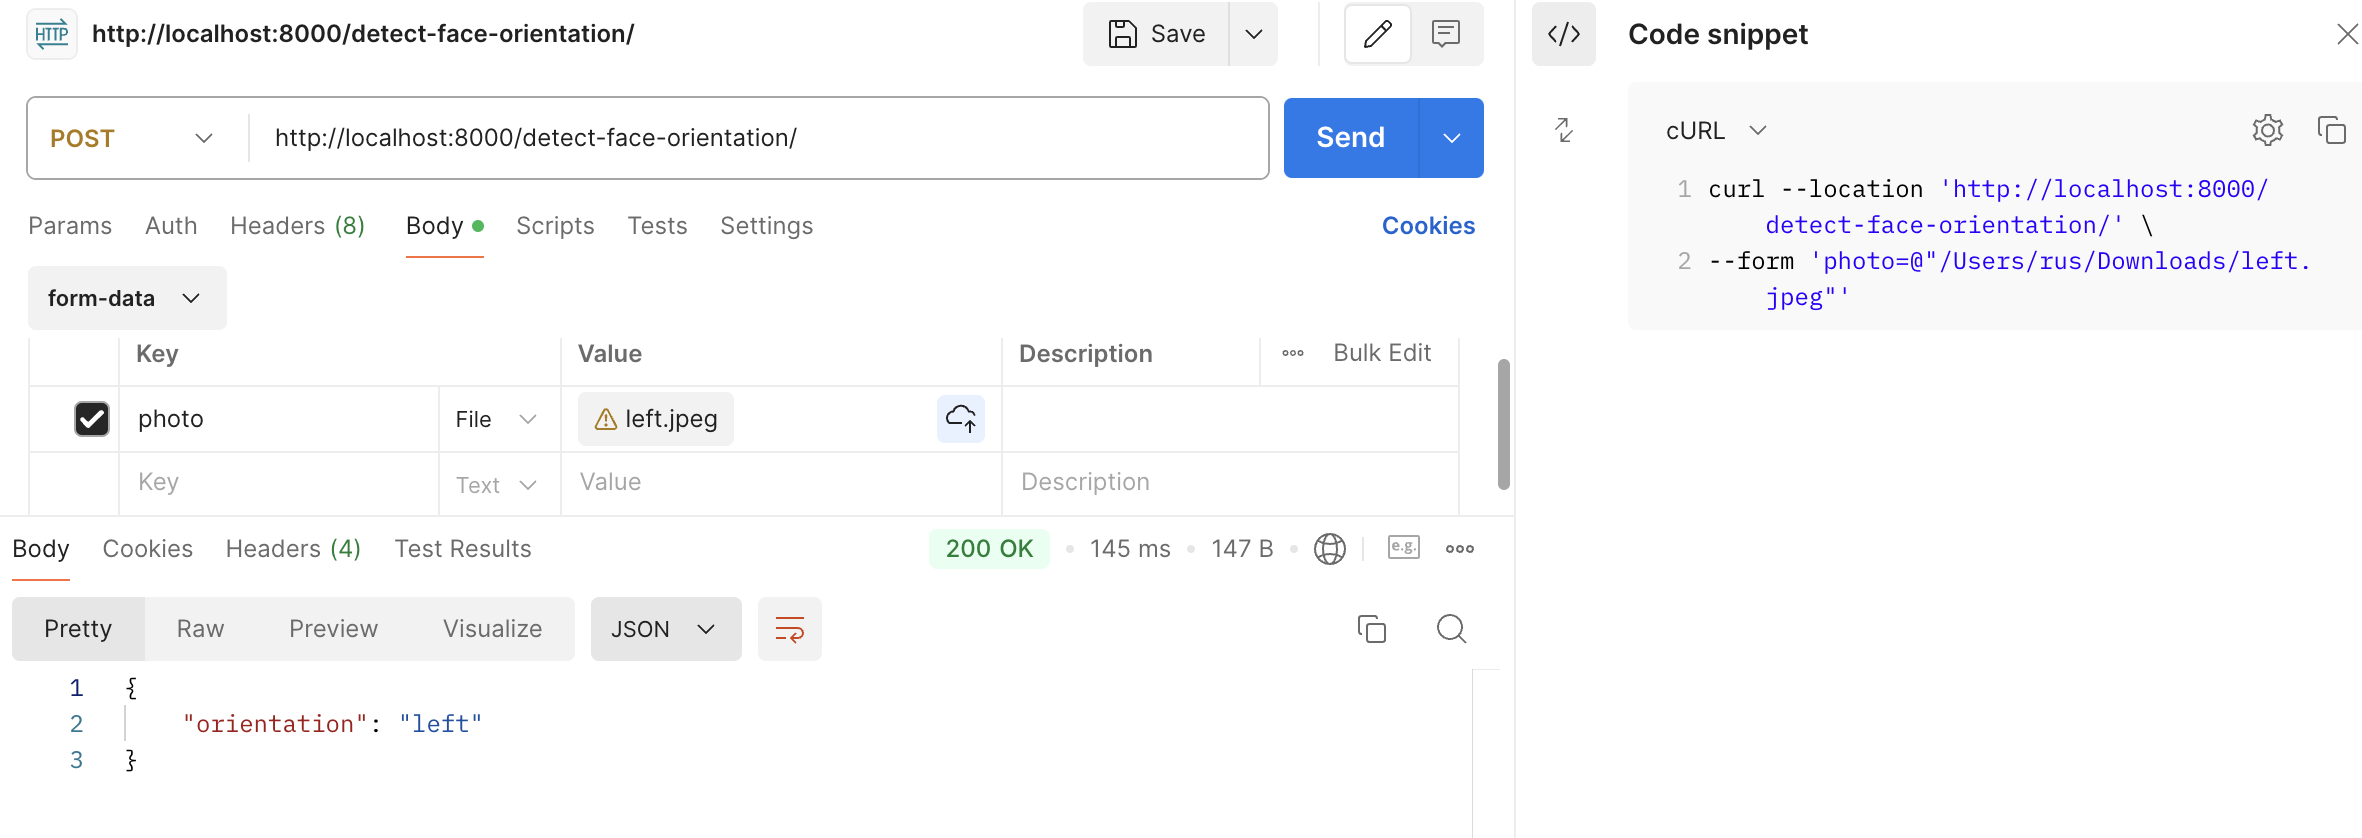 HTTP http://localhost:8000/detect-face-orientation/ Save
POST http://localhost:8000/detect-face-orientation/ Send
Params Auth Headers (8) Body Scripts Tests Settings Cookies
form-data
Key Value Description Bulk Edit
photo File left.jpeg
Key Text Value Description
Body Cookies Headers (4) Test Results 200 OK 145 ms 147 B e.g.
Pretty Raw Preview Visualize JSON
1 {
2 "orientation": "left"
3 }
Code snippet
cURL
1 curl --location 'http://localhost:8000/
detect-face-orientation/' \
2 --form 'photo=@"/Users/rus/Downloads/left.
jpeg"'